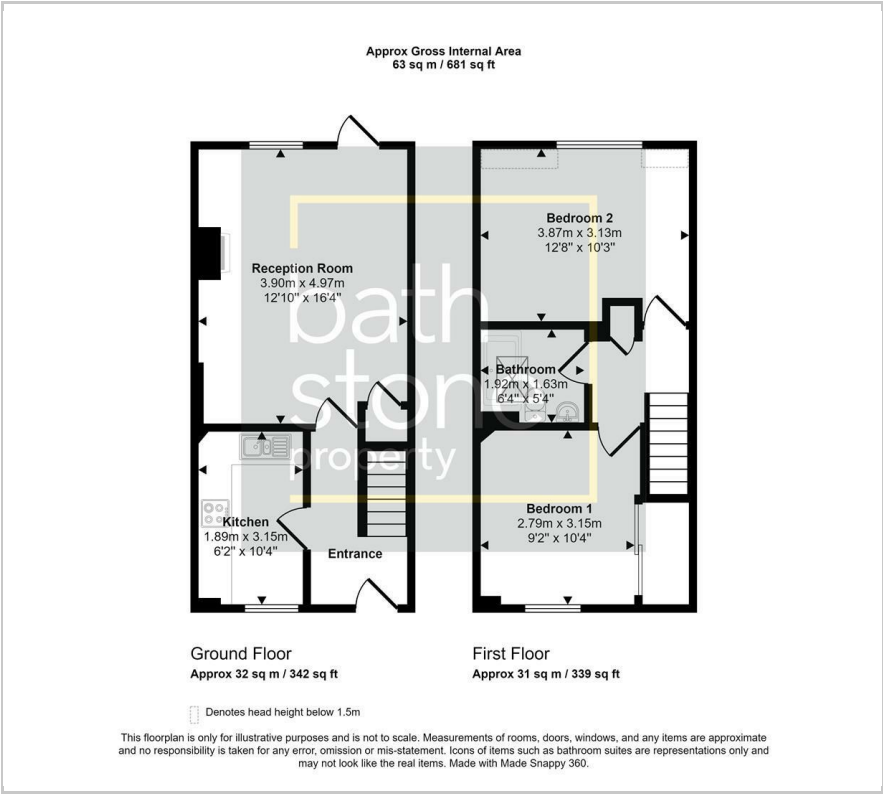 Approx Gross Internal Area
63 sq m / 681 sq ft
Reception Room
3.90m x 4.97m
12'10" x 16'4"
Kitchen
1.89m x 3.15m
6'2" x 10'4"
Entrance
Bedroom 2
3.87m x 3.13m
12'8" x 10'3"
Bathroom
1.92m x 1.63m
6'4" x 5'4"
Bedroom 1
2.79m x 3.15m
9'2" x 10'4"
bath
stone
property
Ground Floor
Approx 32 sq m / 342 sq ft
First Floor
Approx 31 sq m / 339 sq ft
Denotes head height below 1.5m
This floorplan is only for illustrative purposes and is not to scale. Measurements of rooms, doors, windows, and any items are approximate
and no responsibility is taken for any error, omission or mis-statement. Icons of items such as bathroom suites are representations only and
may not look like the real items. Made with Made Snappy 360.